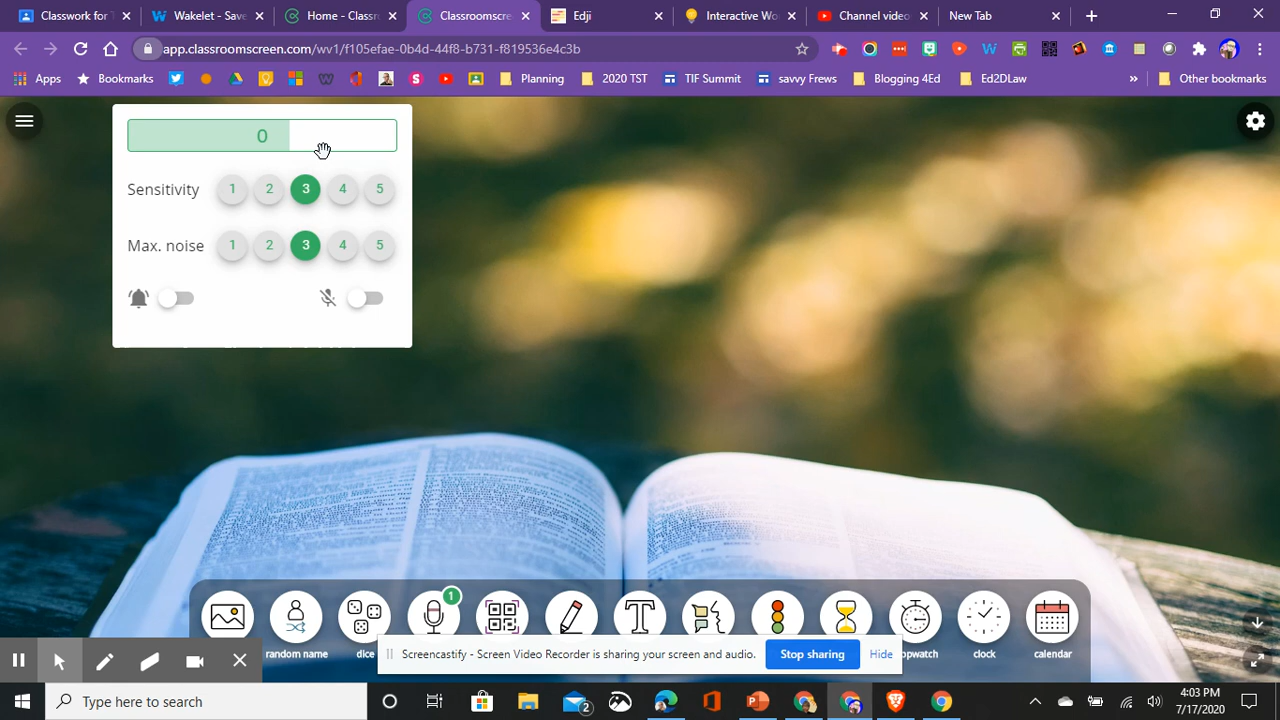 Classwork for T
Wakelet - Save
Home - Classr
Classroomscre
Edji
Interactive Wo
Channel video
New Tab
app.classroomscreen.com/wv1/f105efae-0b4d-44f8-b731-f819536e4c3b
Apps
Bookmarks
Planning
2020 TST
TIF Summit
savvy Frews
Blogging 4Ed
Ed2DLaw
»
Other bookmarks
0
Sensitivity 1 2 3 4 5
Max. noise 1 2 3 4 5
1
random name
dice
opwatch
clock
calendar
Screencastify - Screen Video Recorder is sharing your screen and audio.
Stop sharing
Hide
Type here to search
2
4:03 PM
7/17/2020